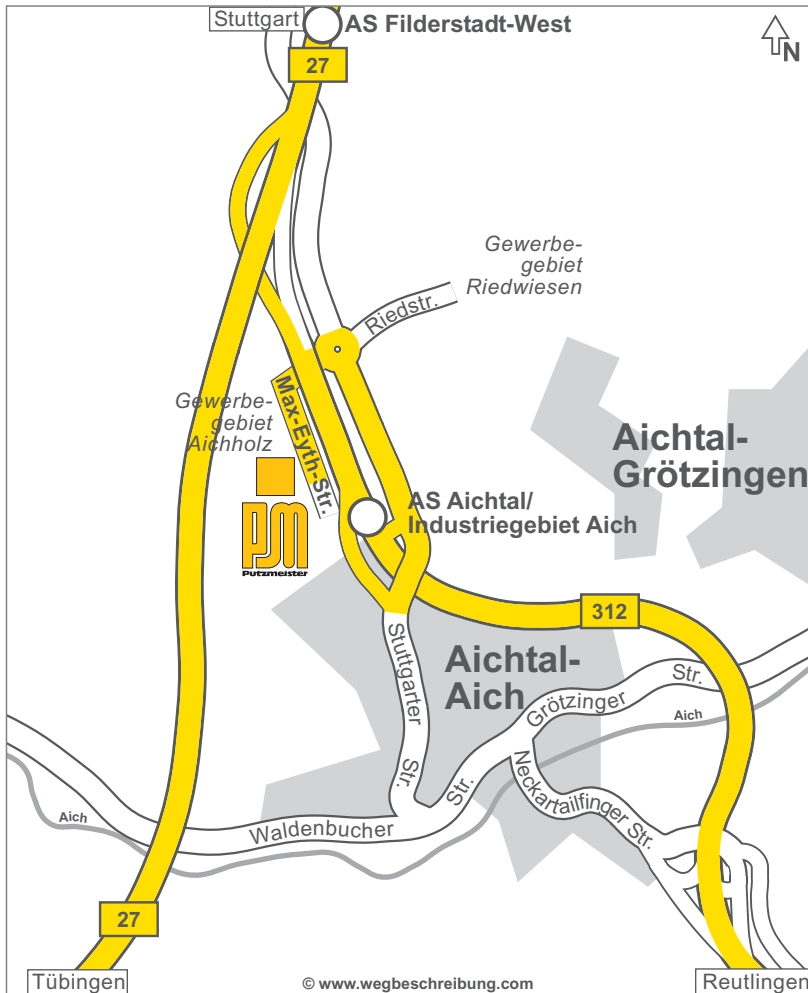 Stuttgart
AS Filderstadt-West
N
27
Gewerbe-
gebiet
Riedwiesen
Riedstr.
Max-Eyth-Str.
Gewerbe-
gebiet
Aichholz
Aichtal-
Grötzingen
AS Aichtal/
Industriegebiet Aich
PM
Putzmeister
312
Stuttgarter Str.
Aichtal-
Aich
Grötzinger Str.
Aich
Neckartailfinger Str.
Aich
Waldenbucher Str.
27
Tübingen
© www.wegbeschreibung.com
Reutlingen